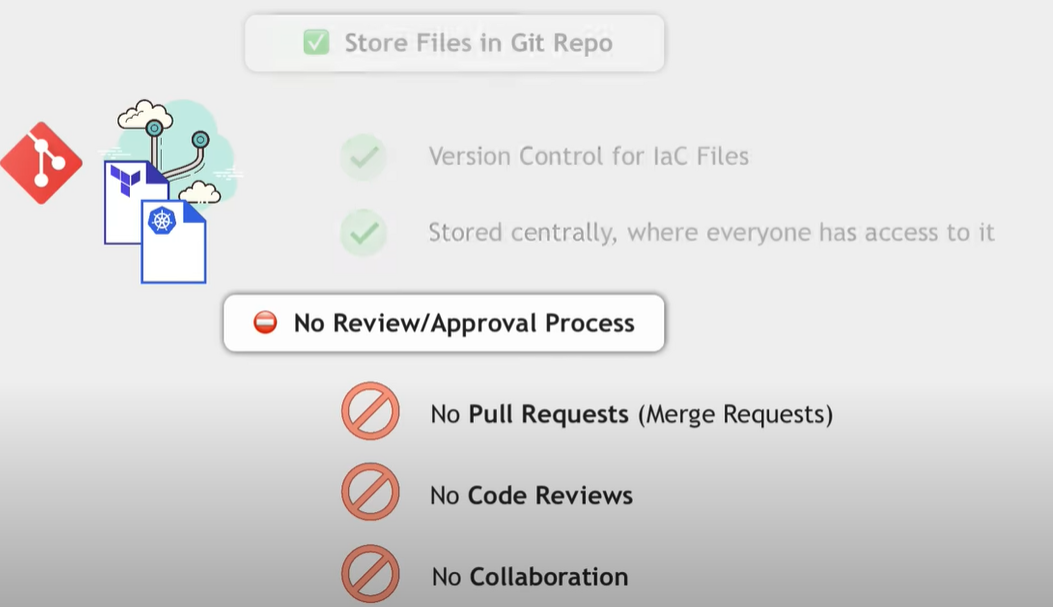 Store Files in Git Repo
Version Control for IaC Files
Stored centrally, where everyone has access to it
No Review/Approval Process
No Pull Requests (Merge Requests)
No Code Reviews
No Collaboration